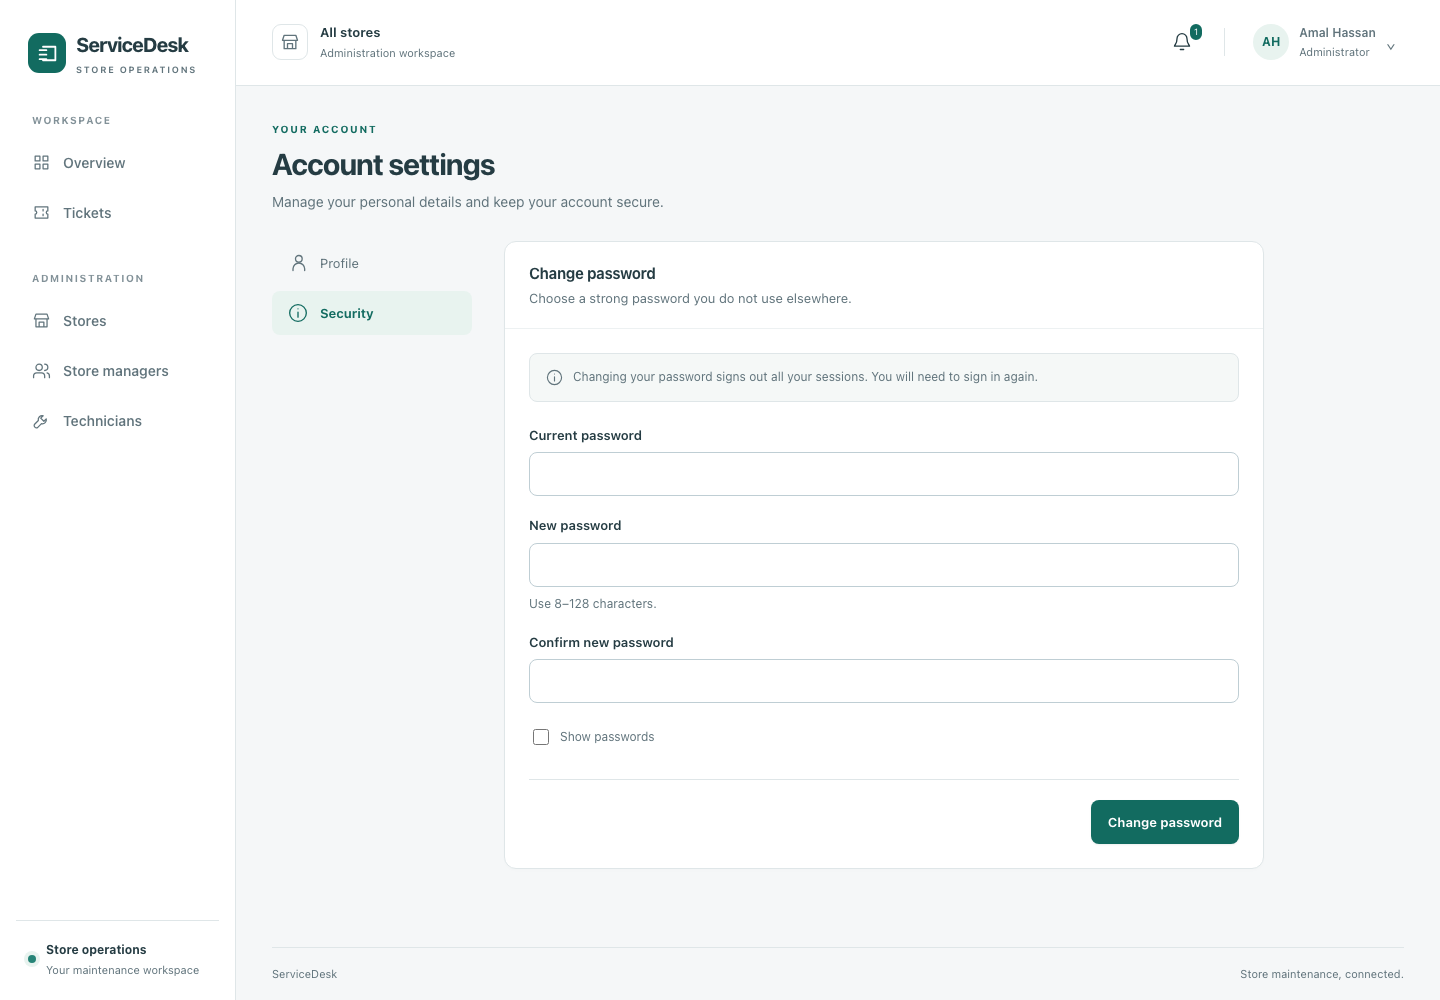 ServiceDesk
STORE OPERATIONS
WORKSPACE
Overview
Tickets
ADMINISTRATION
Stores
Store managers
Technicians
Store operations
Your maintenance workspace
All stores
Administration workspace
1
AH
Amal Hassan
Administrator
YOUR ACCOUNT
Account settings
Manage your personal details and keep your account secure.
Profile
Security
Change password
Choose a strong password you do not use elsewhere.
Changing your password signs out all your sessions. You will need to sign in again.
Current password
New password
Use 8–128 characters.
Confirm new password
Show passwords
Change password
ServiceDesk
Store maintenance, connected.